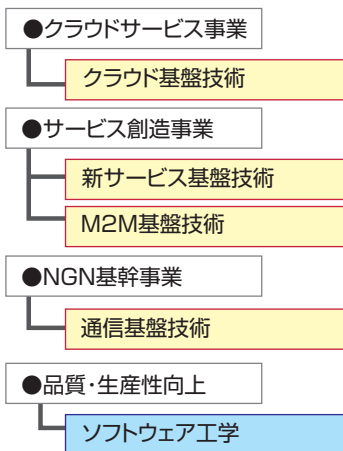 ●クラウドサービス事業
クラウド基盤技術
●サービス創造事業
新サービス基盤技術
M2M基盤技術
●NGN基幹事業
通信基盤技術
●品質・生産性向上
ソフトウェア工学